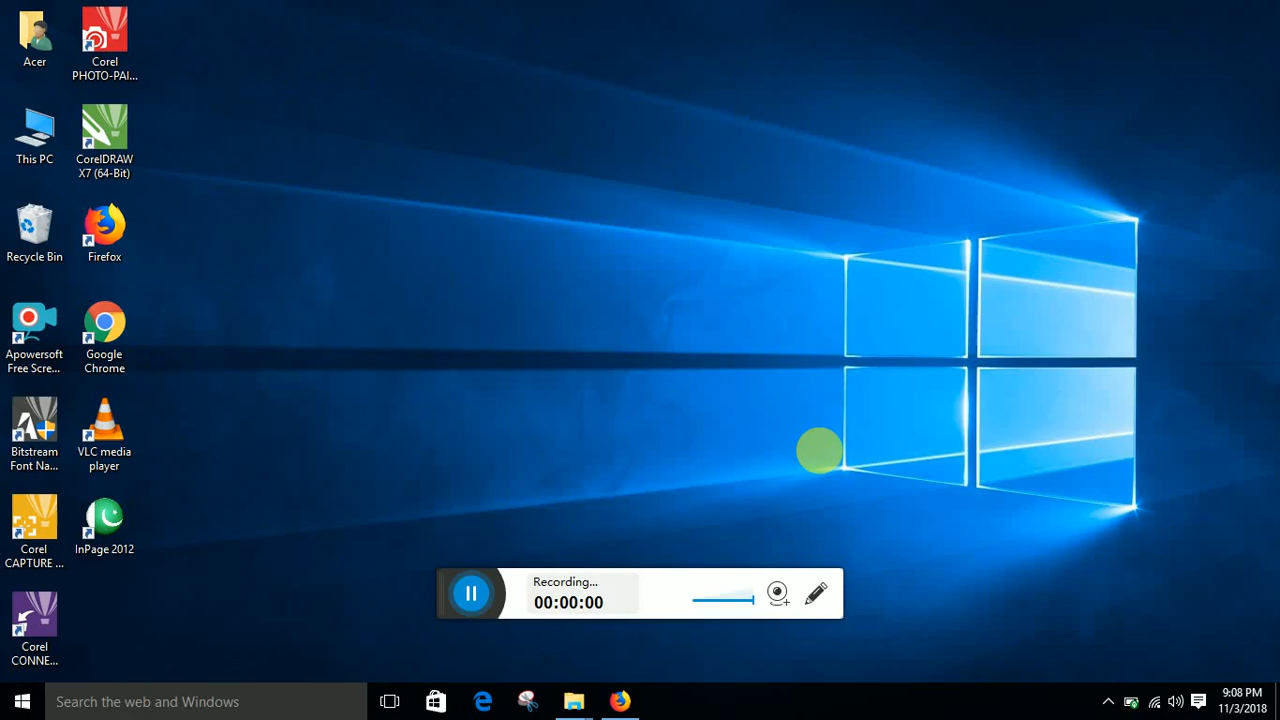 Acer
Corel
PHOTO-PAI...
This PC
CorelDRAW
X7 (64-Bit)
Recycle Bin
Firefox
Apowersoft
Free Scre...
Google
Chrome
Bitstream
Font Na...
VLC media
player
Corel
CAPTURE ...
InPage 2012
Corel
CONNE...
Recording...
00:00:00
Search the web and Windows
9:08 PM
11/3/2018